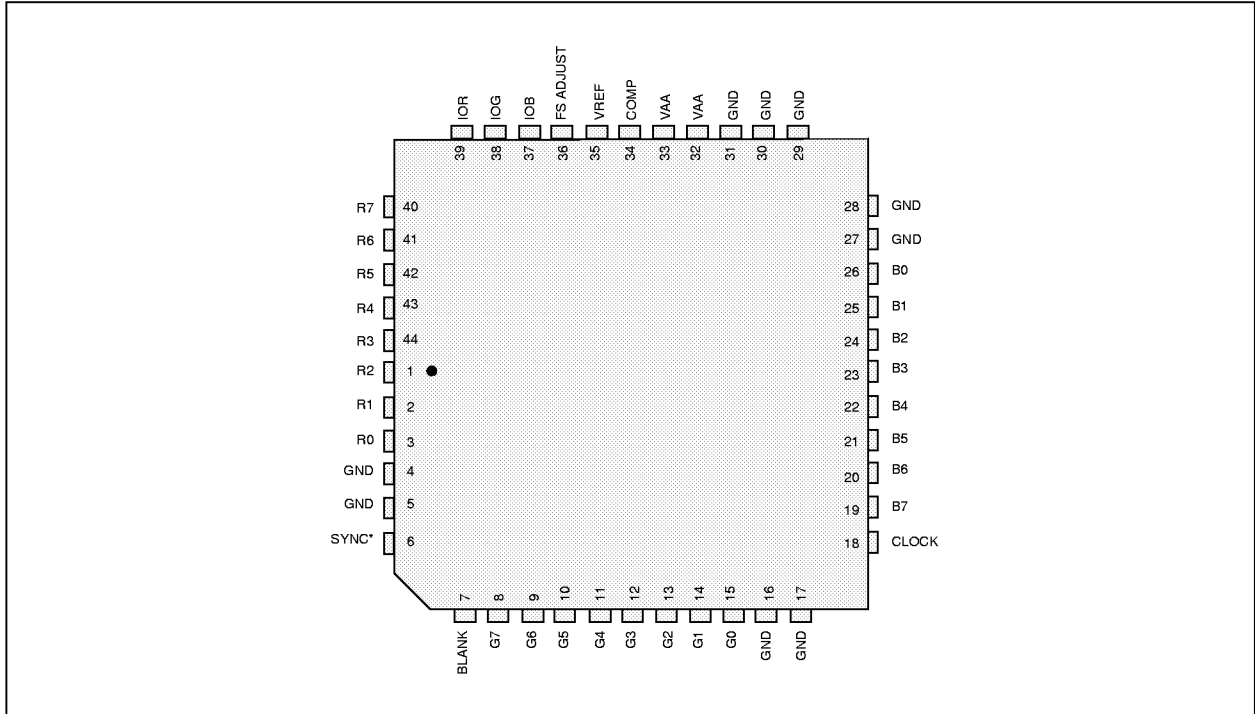 IOR IOG IOB FS ADJUST VREF COMP VAA VAA GND GND GND
39 38 37 36 35 34 33 32 31 30 29
R7 40 28 GND
R6 41 27 GND
R5 42 26 B0
R4 43 25 B1
R3 44 24 B2
R2 1 23 B3
R1 2 22 B4
R0 3 21 B5
GND 4 20 B6
GND 5 19 B7
SYNC* 6 18 CLOCK
7 8 9 10 11 12 13 14 15 16 17
BLANK G7 G6 G5 G4 G3 G2 G1 G0 GND GND